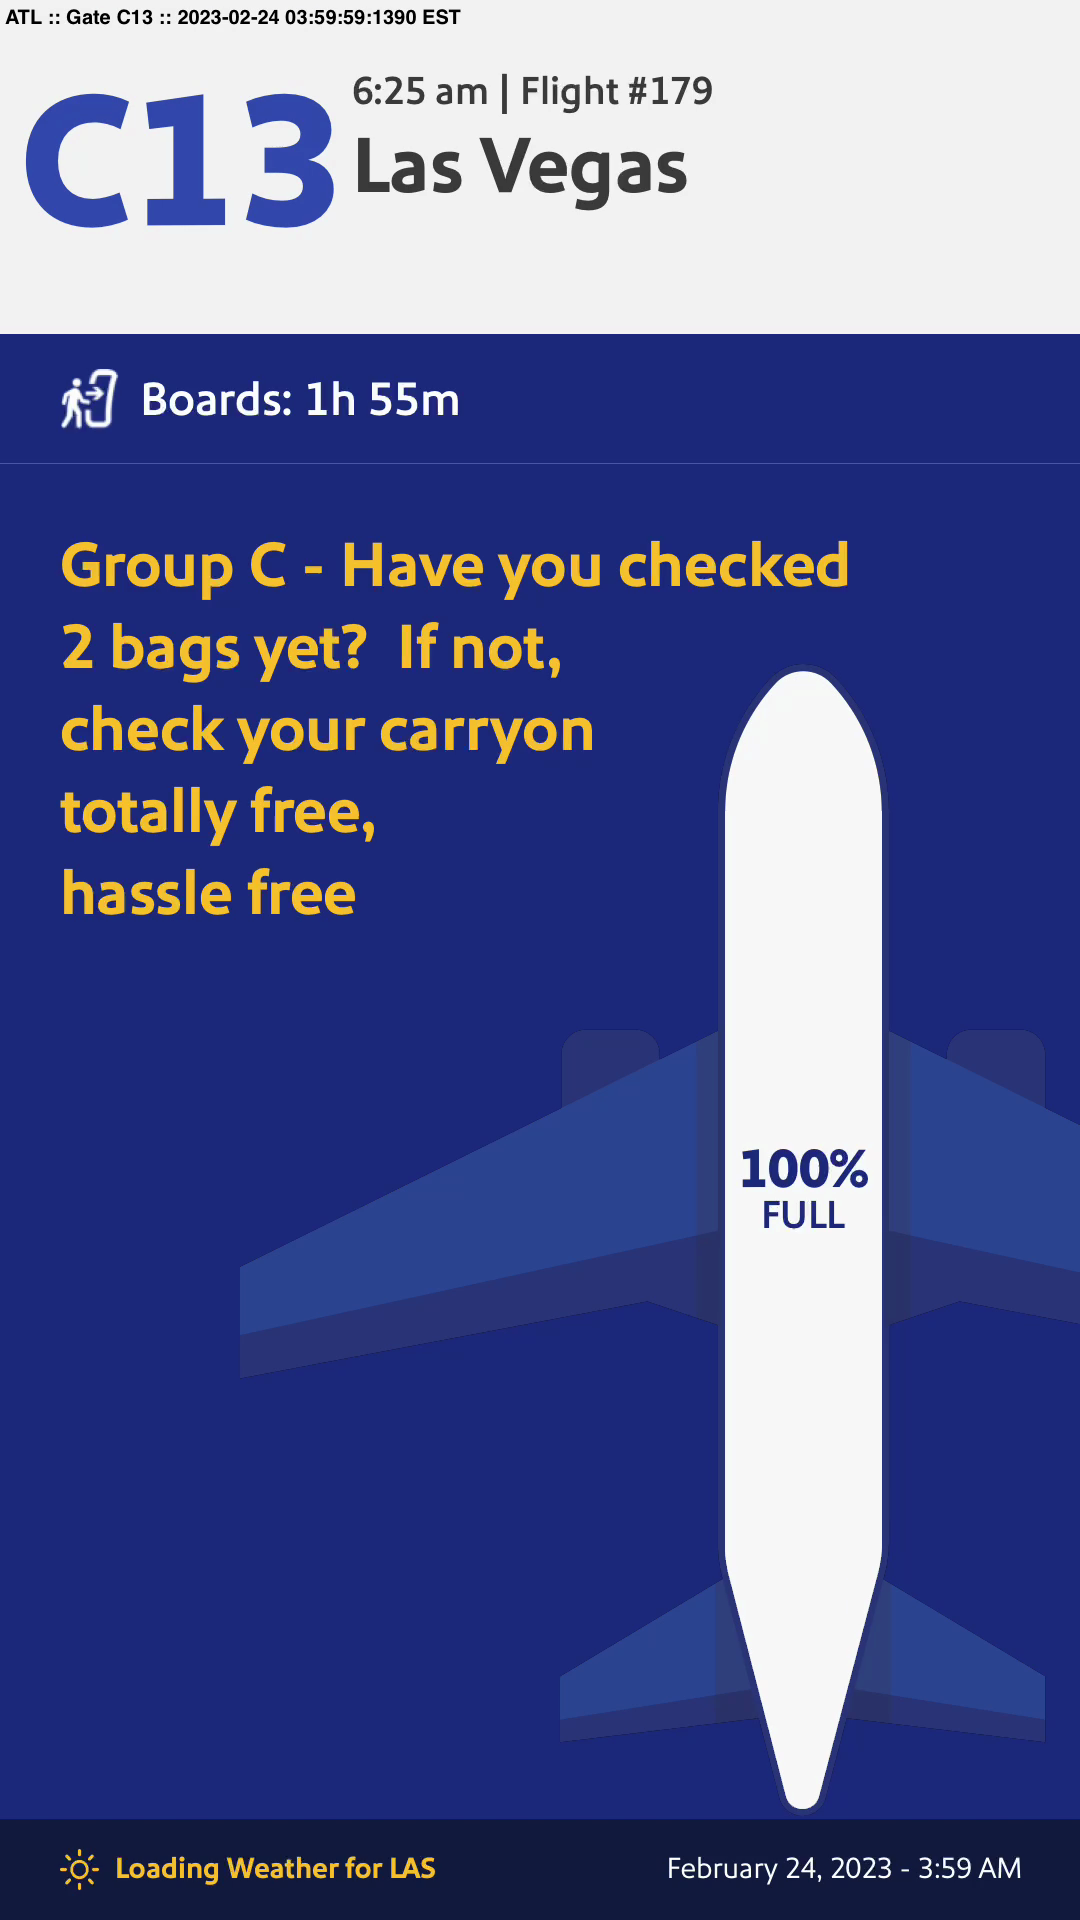 ATL :: Gate C13 :: 2023-02-24 03:59:59:1390 EST
C13
6:25 am | Flight #179
Las Vegas
Boards: 1h 55m
Group C - Have you checked
2 bags yet?  If not,
check your carryon
totally free,
hassle free
100%
FULL
Loading Weather for LAS
February 24, 2023 - 3:59 AM